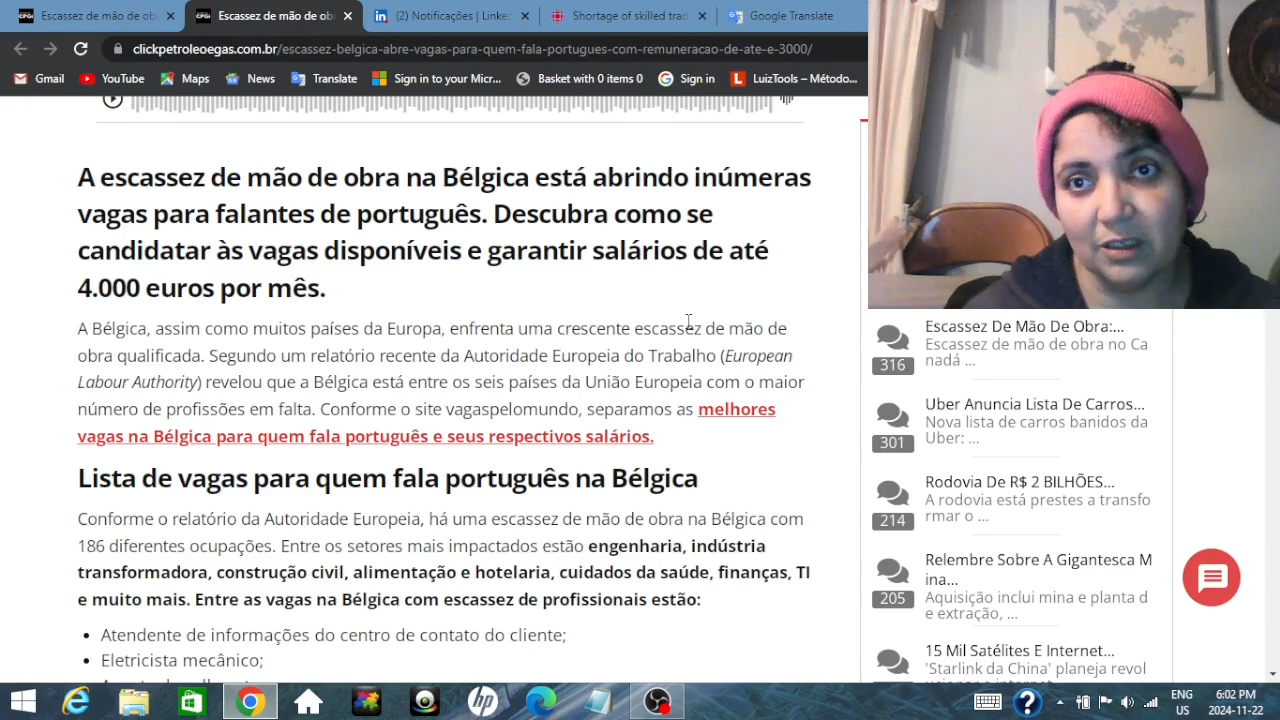 (2) Notificações | Linked
Shortage of skilled trad
Google Translate
clickpetroleoegas.com.br/escassez-bélgica-abre-vagas-para-quem-fala-portugues-com-remuneracao-de-ate-e-3000/
Gmail YouTube Maps News Translate Sign in to your Micr... Basket with 0 items 0 Sign in LuizTools – Método...
A escassez de mão de obra na Bélgica está abrindo inúmeras
vagas para falantes de português. Descubra como se
candidatar às vagas disponíveis e garantir salários de até
4.000 euros por mês.
A Bélgica, assim como muitos países da Europa, enfrenta uma crescente escassez de mão de
obra qualificada. Segundo um relatório recente da Autoridade Europeia do Trabalho (European
Labour Authority) revelou que a Bélgica está entre os seis países da União Europeia com o maior
número de profissões em falta. Conforme o site vagaspelomundo, separamos as melhores
vagas na Bélgica para quem fala português e seus respectivos salários.
Lista de vagas para quem fala português na Bélgica
Conforme o relatório da Autoridade Europeia, há uma escassez de mão de obra na Bélgica com
186 diferentes ocupações. Entre os setores mais impactados estão engenharia, indústria
transformadora, construção civil, alimentação e hotelaria, cuidados da saúde, finanças, TI
e muito mais. Entre as vagas na Bélgica com escassez de profissionais estão:
Atendente de informações do centro de contato do cliente;
Eletricista mecânico;
Escassez De Mão De Obra:...
Escassez de mão de obra no Ca
nadá ...
316
Uber Anuncia Lista De Carros...
Nova lista de carros banidos da
Uber: ...
301
Rodovia De R$ 2 BILHÕES...
A rodovia está prestes a transfo
rmar o ...
214
Relembre Sobre A Gigantesca M
ina...
Aquisição inclui mina e planta d
e extração, ...
205
15 Mil Satélites E Internet...
'Starlink da China' planeja revol
ENG
US
6:02 PM
2024-11-22